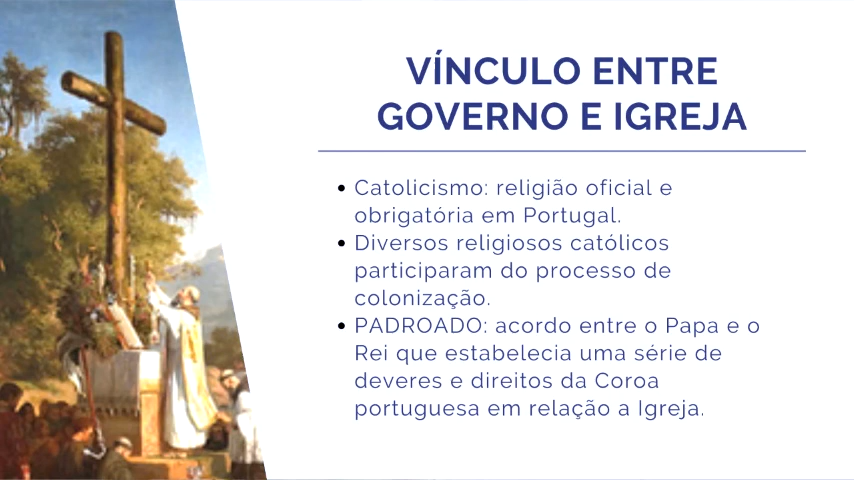 VÍNCULO ENTRE
GOVERNO E IGREJA
• Catolicismo: religião oficial e
obrigatória em Portugal.
• Diversos religiosos católicos
participaram do processo de
colonização.
• PADROADO: acordo entre o Papa e o
Rei que estabelecia uma série de
deveres e direitos da Coroa
portuguesa em relação a Igreja.